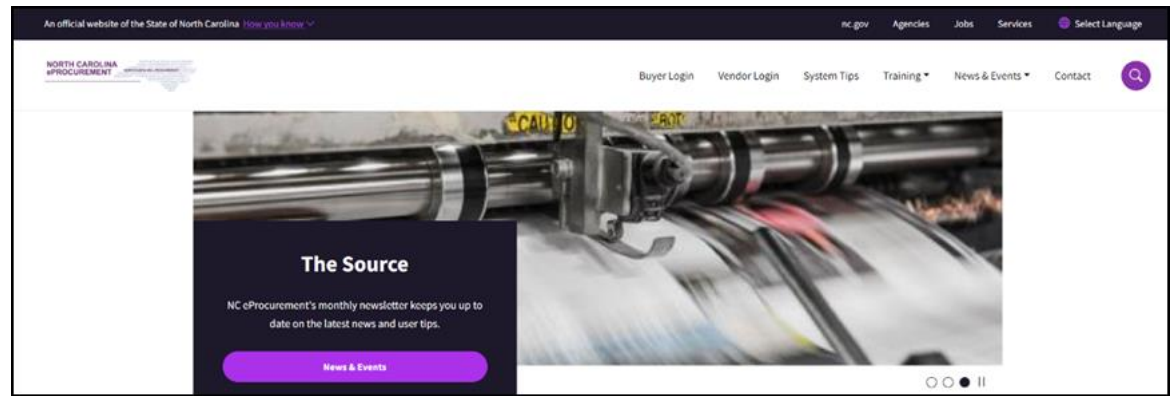 An official website of the State of North Carolina How you know
nc.gov Agencies Jobs Services Select Language
NORTH CAROLINA
ePROCUREMENT
Buyer Login Vendor Login System Tips Training News & Events Contact
CAUTIO
The Source
NC eProcurement's monthly newsletter keeps you up to
date on the latest news and user tips.
News & Events